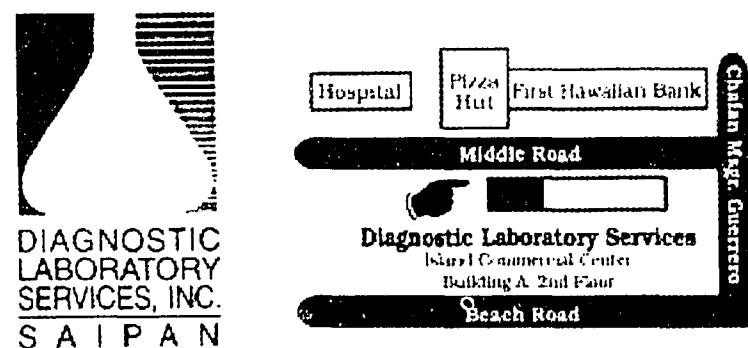 DIAGNOSTIC
LABORATORY
SERVICES, INC.
SAIPAN
Hospital
Pizza
Hut
First Hawaiian Bank
Middle Road
Chalan Msgr. Guerrero
Diagnostic Laboratory Services
Island Commercial Center
Building A, 2nd Floor
Beach Road